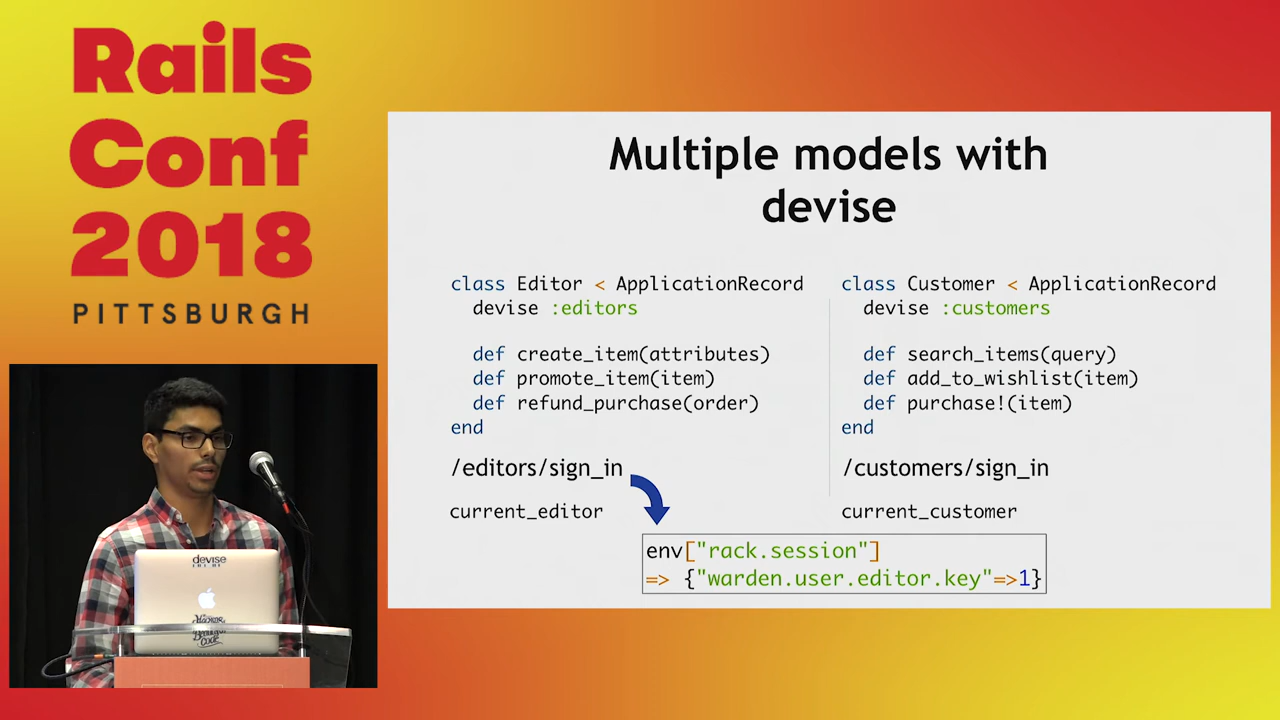 Rails
Conf
2018
PITTSBURGH
Multiple models with
devise
class Editor < ApplicationRecord
  devise :editors
  def create_item(attributes)
  def promote_item(item)
  def refund_purchase(order)
end
/editors/sign_in
current_editor
class Customer < ApplicationRecord
  devise :customers
  def search_items(query)
  def add_to_wishlist(item)
  def purchase!(item)
end
/customers/sign_in
current_customer
env["rack.session"]
=> {"warden.user.editor.key"=>1}
devise
Code